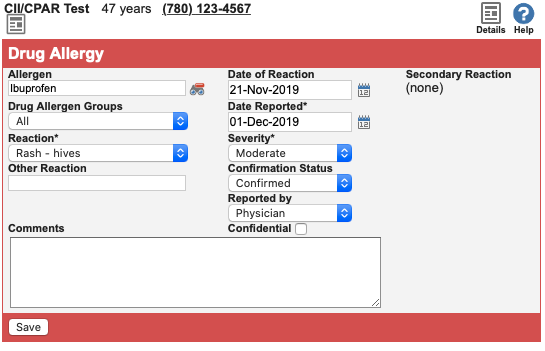 CII/CPAR Test 47 years (780) 123-4567
Details Help
Drug Allergy
Allergen Date of Reaction Secondary Reaction
Ibuprofen 21-Nov-2019 (none)
Drug Allergen Groups Date Reported*
All 01-Dec-2019
Reaction* Severity*
Rash - hives Moderate
Other Reaction Confirmation Status
Confirmed
Reported by
Physician
Comments Confidential
Save